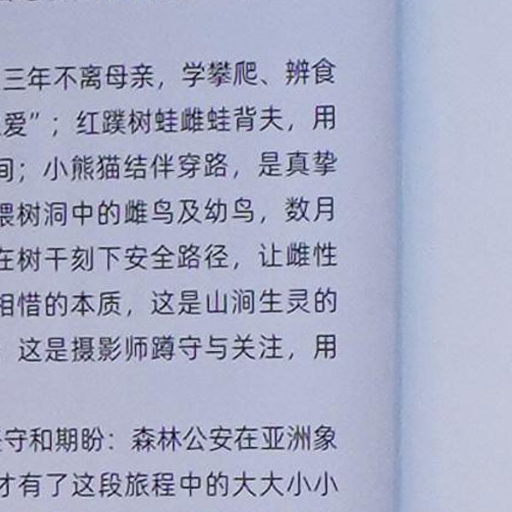 三年不离母亲，学攀爬、辨食
爱”；红蹼树蛙雌蛙背夫，用
间；小熊猫结伴穿路，是真挚
喂树洞中的雌鸟及幼鸟，数月
在树干刻下安全路径，让雌性
相惜的本质，这是山涧生灵的
这是摄影师蹲守与关注，用
守和期盼：森林公安在亚洲象
才有了这段旅程中的大大小小